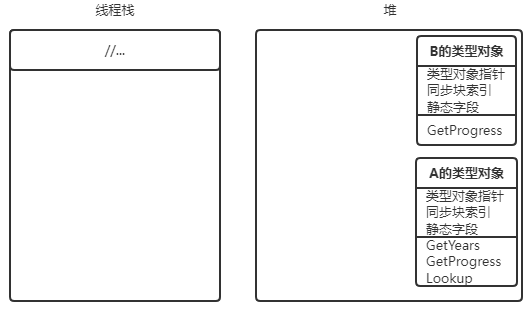 线程栈
堆
//...
B的类型对象
类型对象指针
同步块索引
静态字段
GetProgress
A的类型对象
类型对象指针
同步块索引
静态字段
GetYears
GetProgress
Lookup